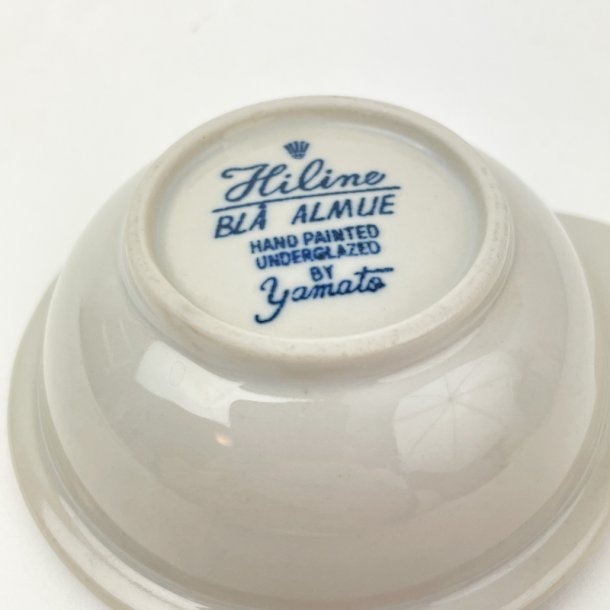 Hiline
BLÅ ALMUE
HAND PAINTED
UNDERGLAZED
BY
Yamato